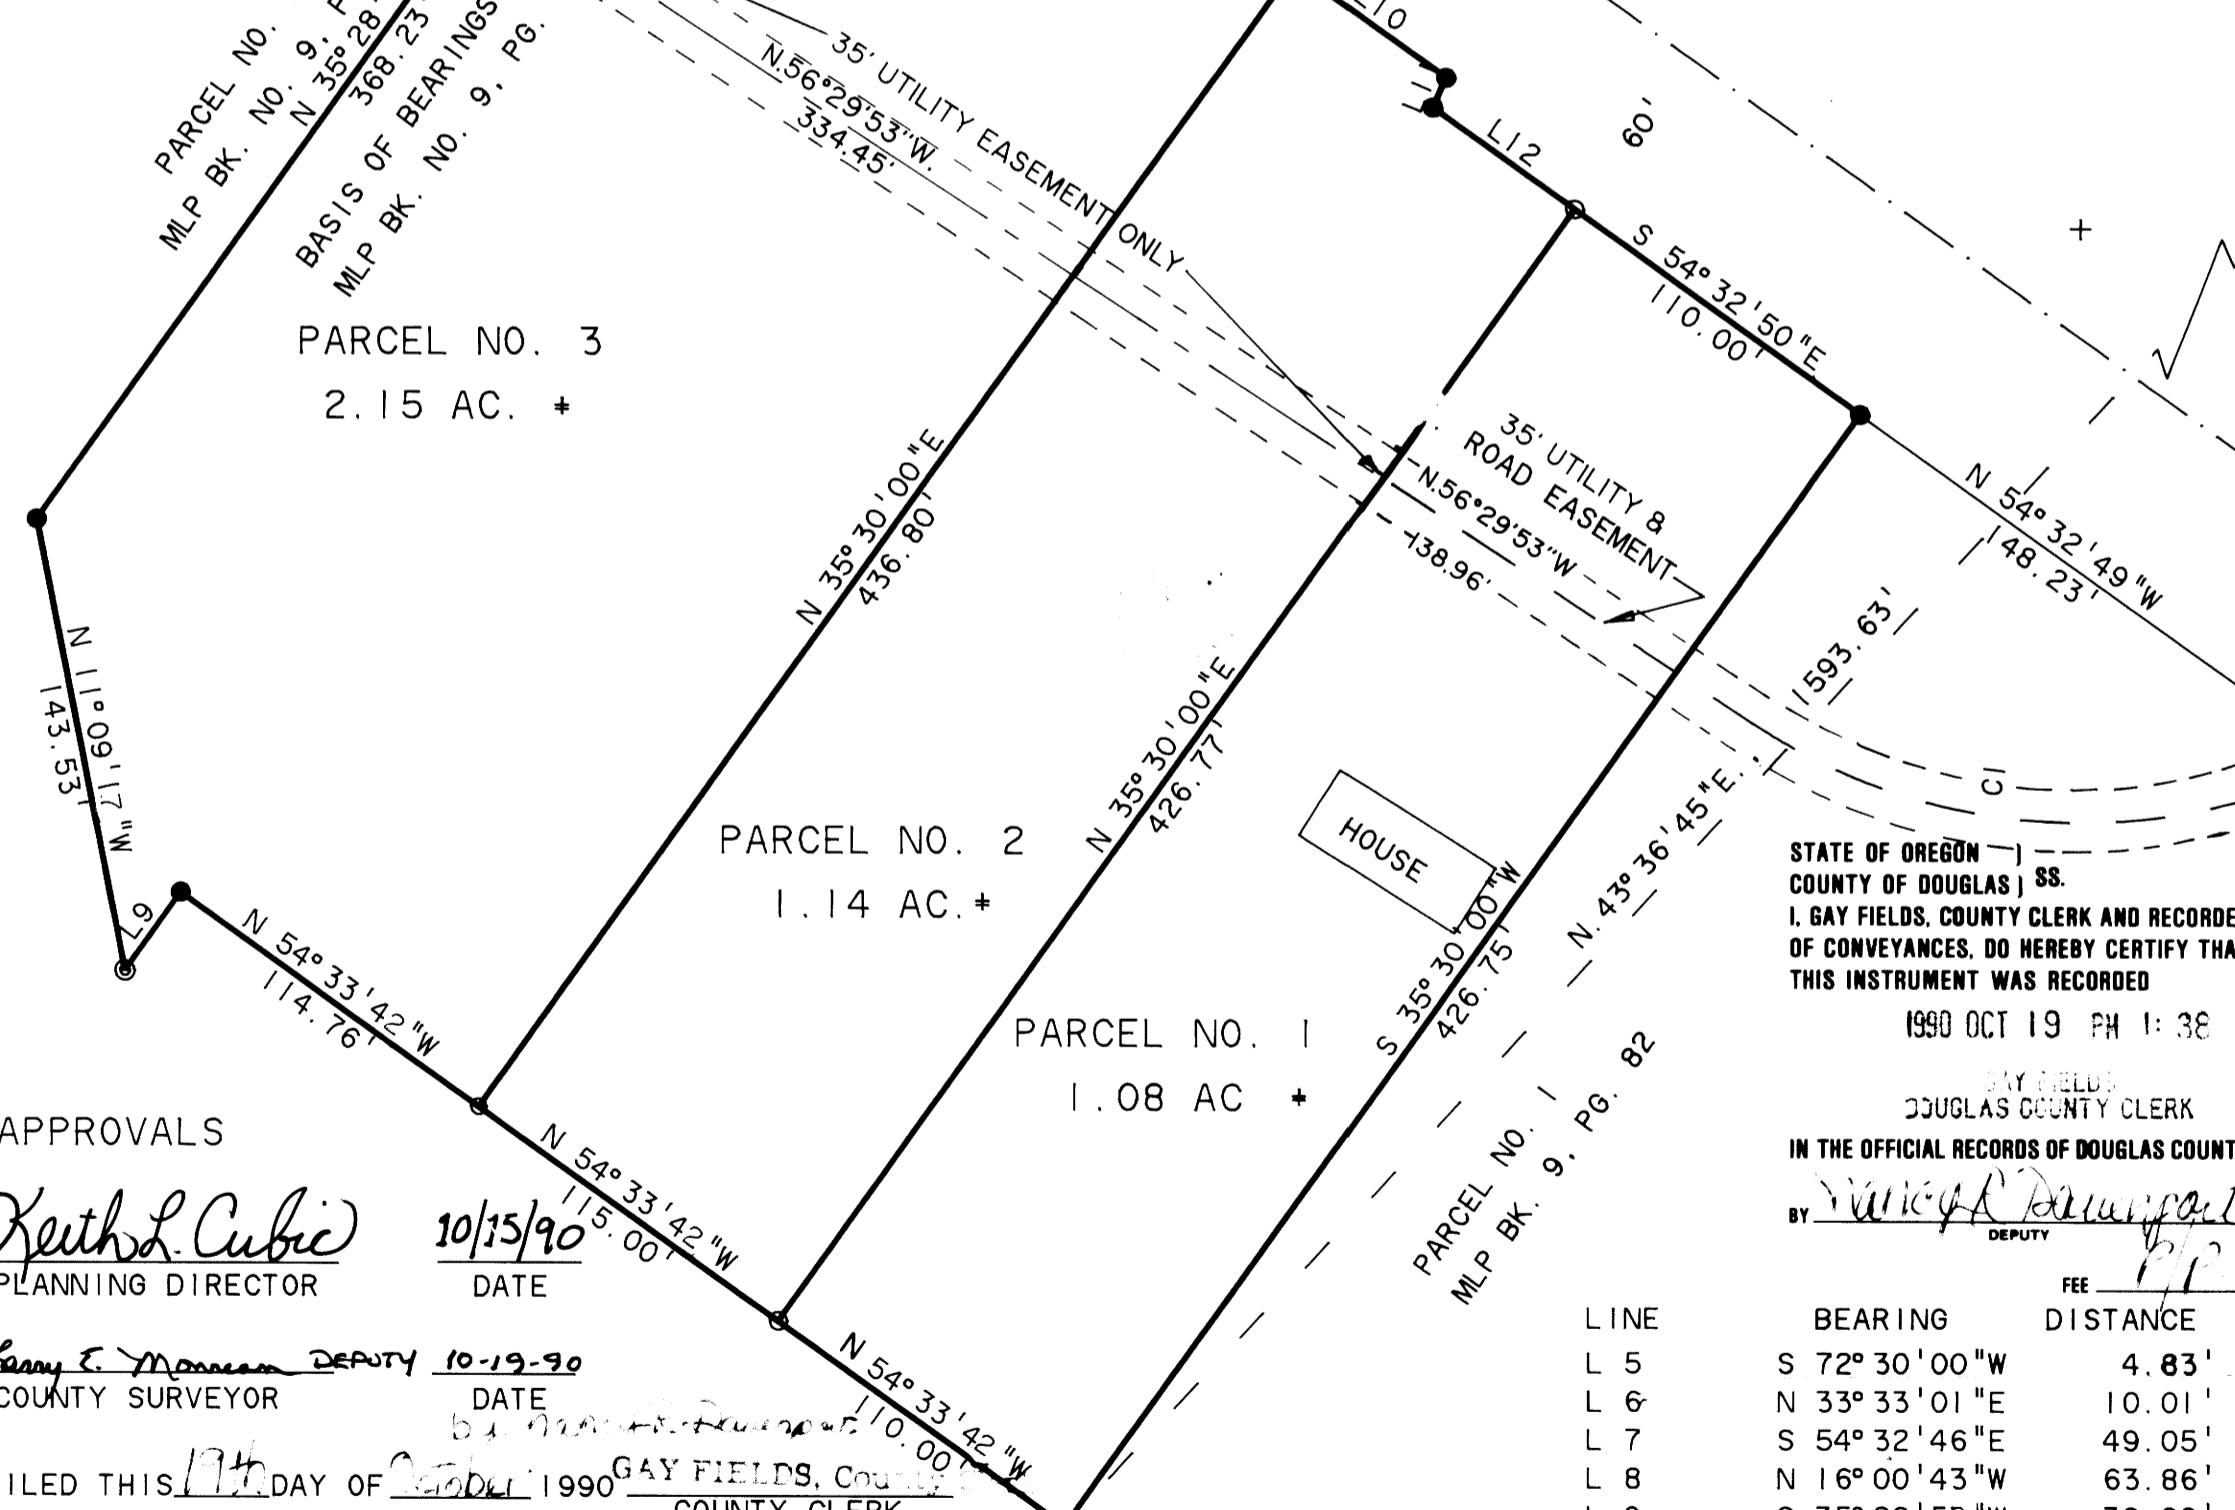 PARCEL NO.
MLP BK. NO. 9, P
N 35° 28'
368.23
BASIS OF BEARINGS
MLP BK. NO. 9, PG.
35' UTILITY EASEMENT ONLY
N.56°29'53"W.
334.45'
L10
L11
L12
60'
S 54° 32'50"E
110.00'
PARCEL NO. 3
2.15 AC. ±
35' UTILITY &
ROAD EASEMENT
N.56°29'53"W
138.96'
N 54° 32'49"W
148.23'
N 35° 30'00"E
436.80'
1593.63'
N. 43° 36'45"E.
N 11°09'17"W
143.53'
N 35° 30'00"E
426.77'
C1
HOUSE
PARCEL NO. 2
1.14 AC.±
L9
N 54° 33'42"W
114.76'
S 35° 30'00"W
426.75'
PARCEL NO. 1
1.08 AC ±
PARCEL NO. 1
MLP BK. 9, PG. 82
N 54° 33'42"W
115.00'
N 54° 33'42"W
110.00'
STATE OF OREGON )
COUNTY OF DOUGLAS ) SS.
I, GAY FIELDS, COUNTY CLERK AND RECORDE
OF CONVEYANCES, DO HEREBY CERTIFY THA
THIS INSTRUMENT WAS RECORDED
1990 OCT 19 PM 1:38
GAY FIELDS
DOUGLAS COUNTY CLERK
IN THE OFFICIAL RECORDS OF DOUGLAS COUNT
BY
DEPUTY
FEE
APPROVALS
Keith L. Cubic 10/15/90
PLANNING DIRECTOR DATE
DEPUTY 10-19-90
COUNTY SURVEYOR DATE
ILED THIS 19th DAY OF October 1990 GAY FIELDS, County
COUNTY CLERK
LINE BEARING DISTANCE
L 5 S 72° 30'00"W 4.83'
L 6 N 33° 33'01"E 10.01'
L 7 S 54° 32'46"E 49.05'
L 8 N 16° 00'43"W 63.86'